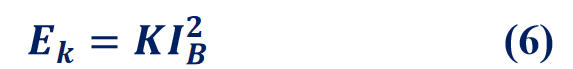 E_k = KI_B^2 (6)